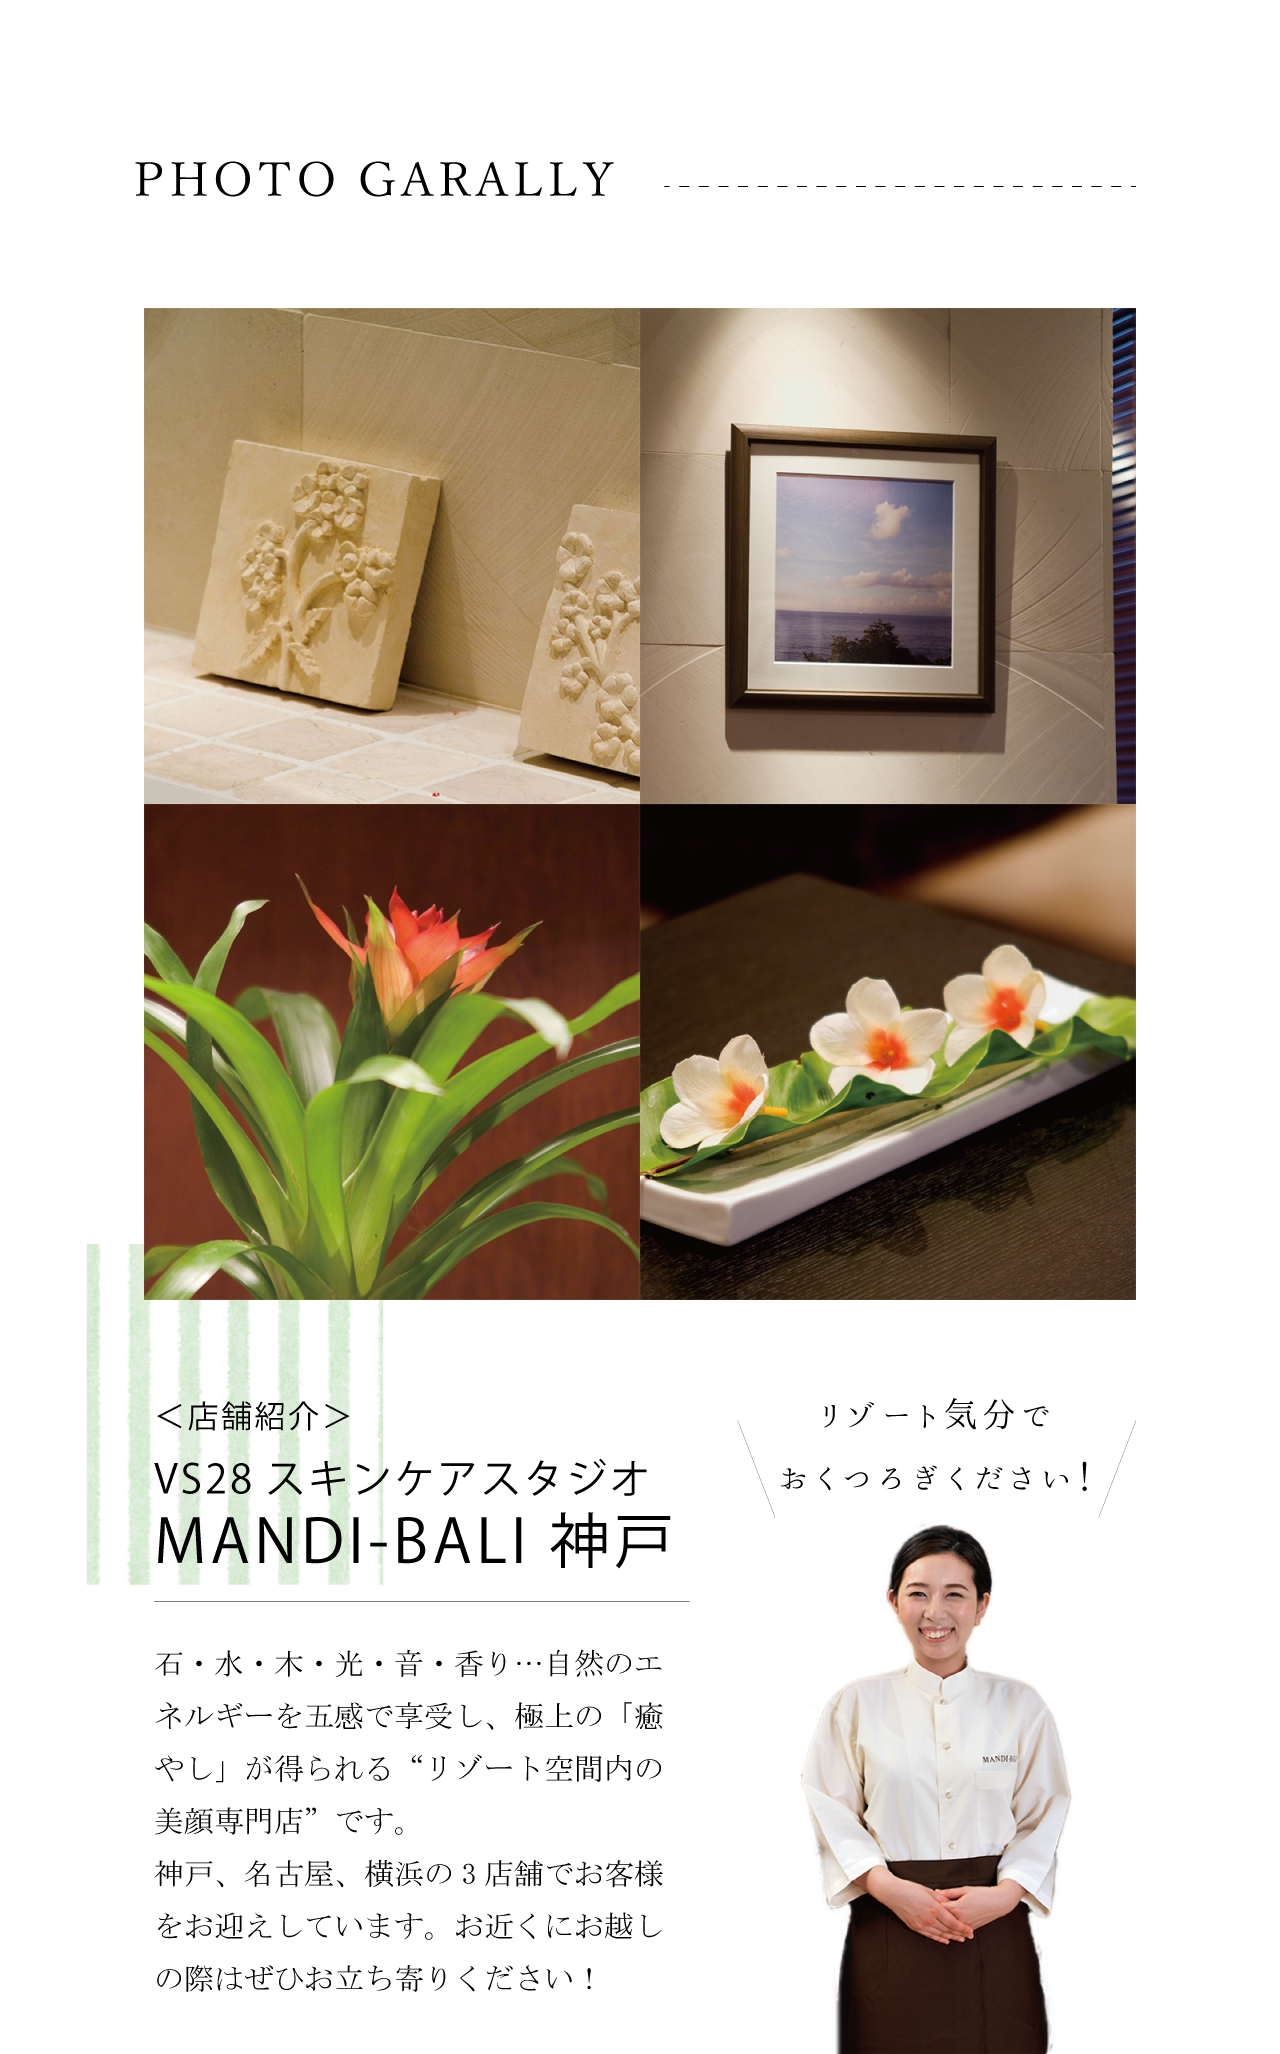 PHOTO GARALLY
＜店舗紹介＞
VS28 スキンケアスタジオ
MANDI-BALI 神戸
リゾート気分で
おくつろぎください！
石・水・木・光・音・香り…自然のエ
ネルギーを五感で享受し、極上の「癒
やし」が得られる“リゾート空間内の
美顔専門店”です。
神戸、名古屋、横浜の 3 店舗でお客様
をお迎えしています。お近くにお越し
の際はぜひお立ち寄りください！